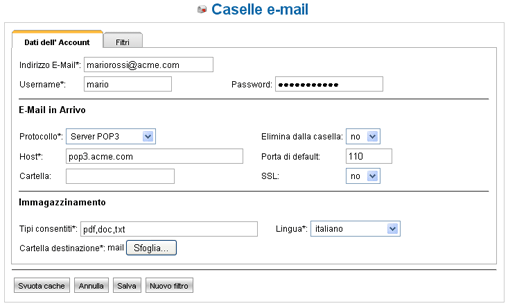 Caselle e-mail
Dati dell' Account Filtri
Indirizzo E-Mail*: mariorossi@acme.com
Username*: mario Password: ●●●●●●●●●●●
E-Mail in Arrivo
Protocollo*: Server POP3 Elimina dalla casella: no
Host*: pop3.acme.com Porta di default: 110
Cartella: SSL: no
Immagazzinamento
Tipi consentiti*: pdf,doc,txt Lingua*: italiano
Cartella destinazione*: mail Sfoglia...
Svuota cache Annulla Salva Nuovo filtro